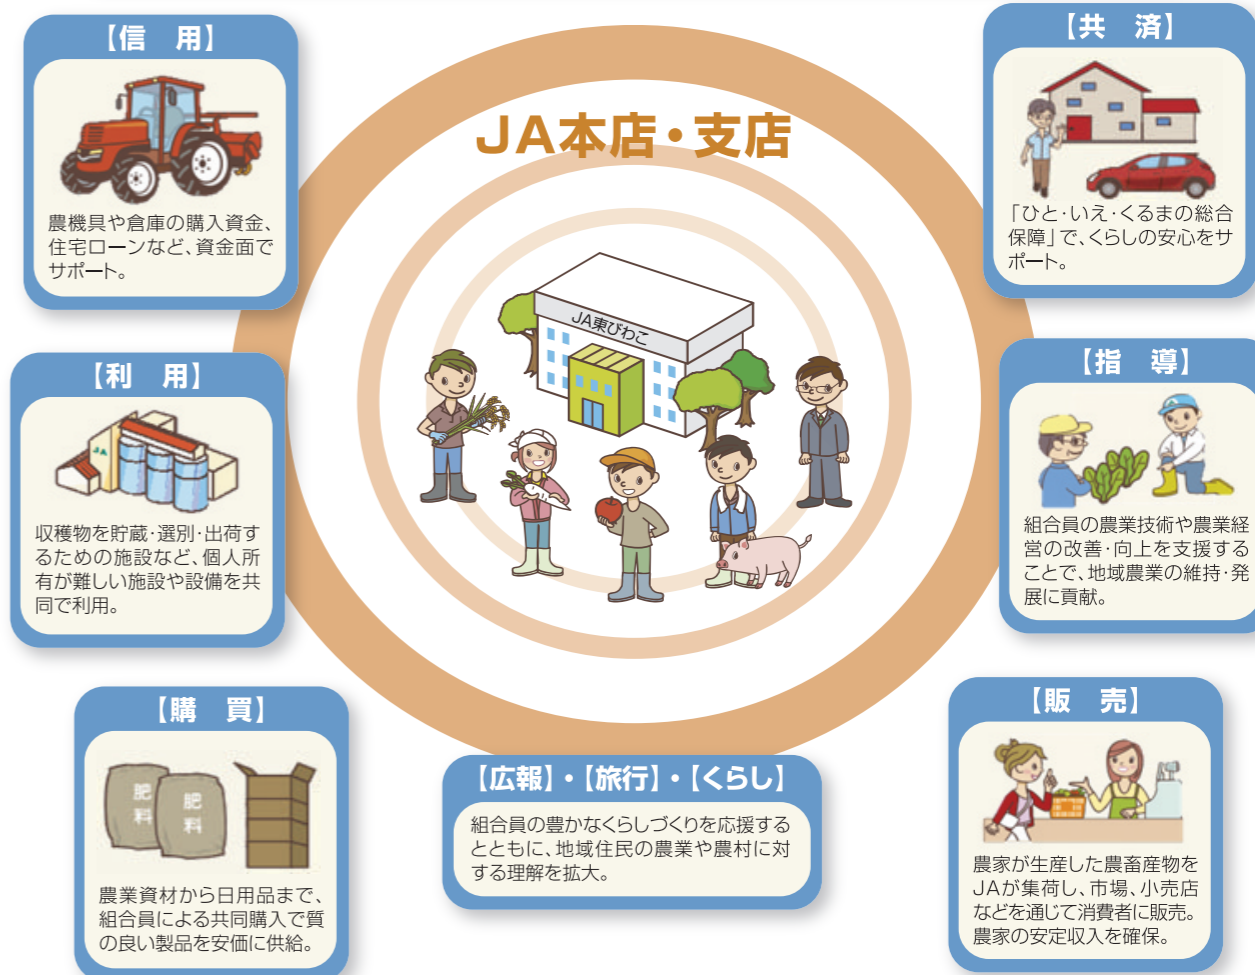 JA本店・支店
JA東びわこ
【信 用】
農機具や倉庫の購入資金、
住宅ローンなど、資金面で
サポート。
【共 済】
「ひと・いえ・くるまの総合
保障」で、くらしの安心をサ
ポート。
【利 用】
JA
収穫物を貯蔵・選別・出荷す
るための施設など、個人所
有が難しい施設や設備を共
同で利用。
【指 導】
組合員の農業技術や農業経
営の改善・向上を支援する
ことで、地域農業の維持・発
展に貢献。
【購 買】
肥料
肥料
農業資材から日用品まで、
組合員による共同購入で質
の良い製品を安価に供給。
【広報】・【旅行】・【くらし】
組合員の豊かなくらしづくりを応援する
とともに、地域住民の農業や農村に対
する理解を拡大。
【販 売】
農家が生産した農畜産物を
JAが集荷し、市場、小売店
などを通じて消費者に販売。
農家の安定収入を確保。